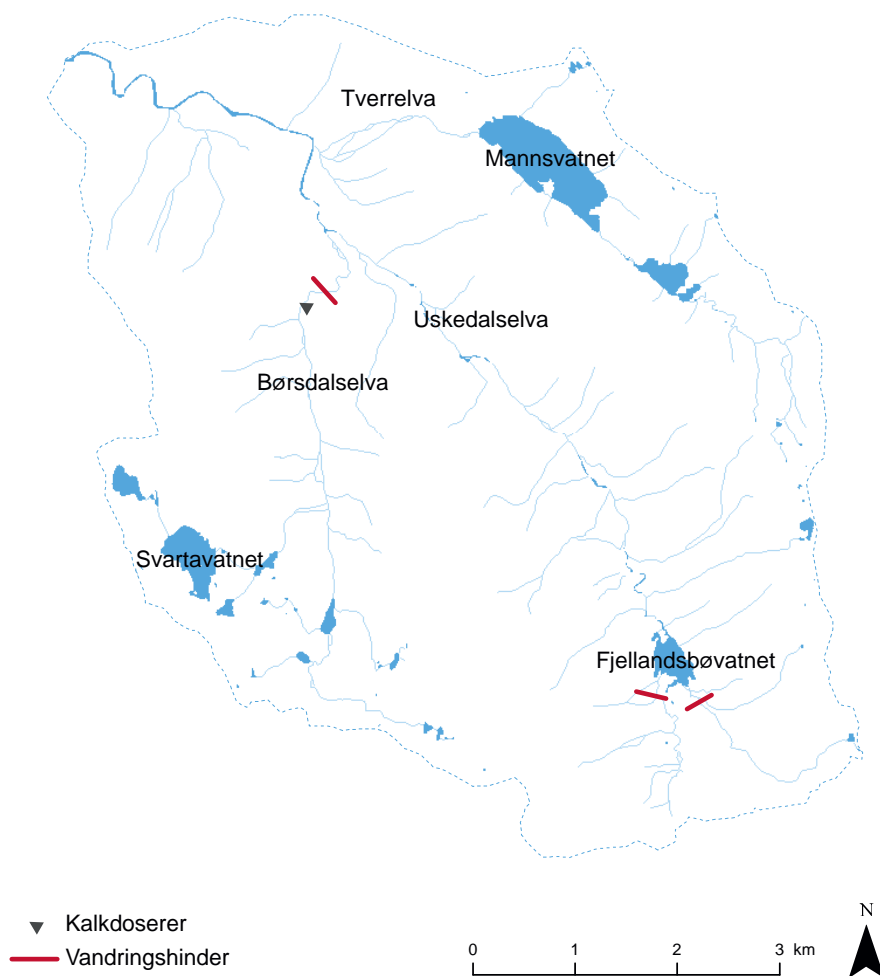 Tverrelva
Mannsvatnet
Uskedalselva
Børsdalselva
Svartavatnet
Fjellandsbøvatnet
Kalkdoserer
Vandringshinder
0 1 2 3 km
N